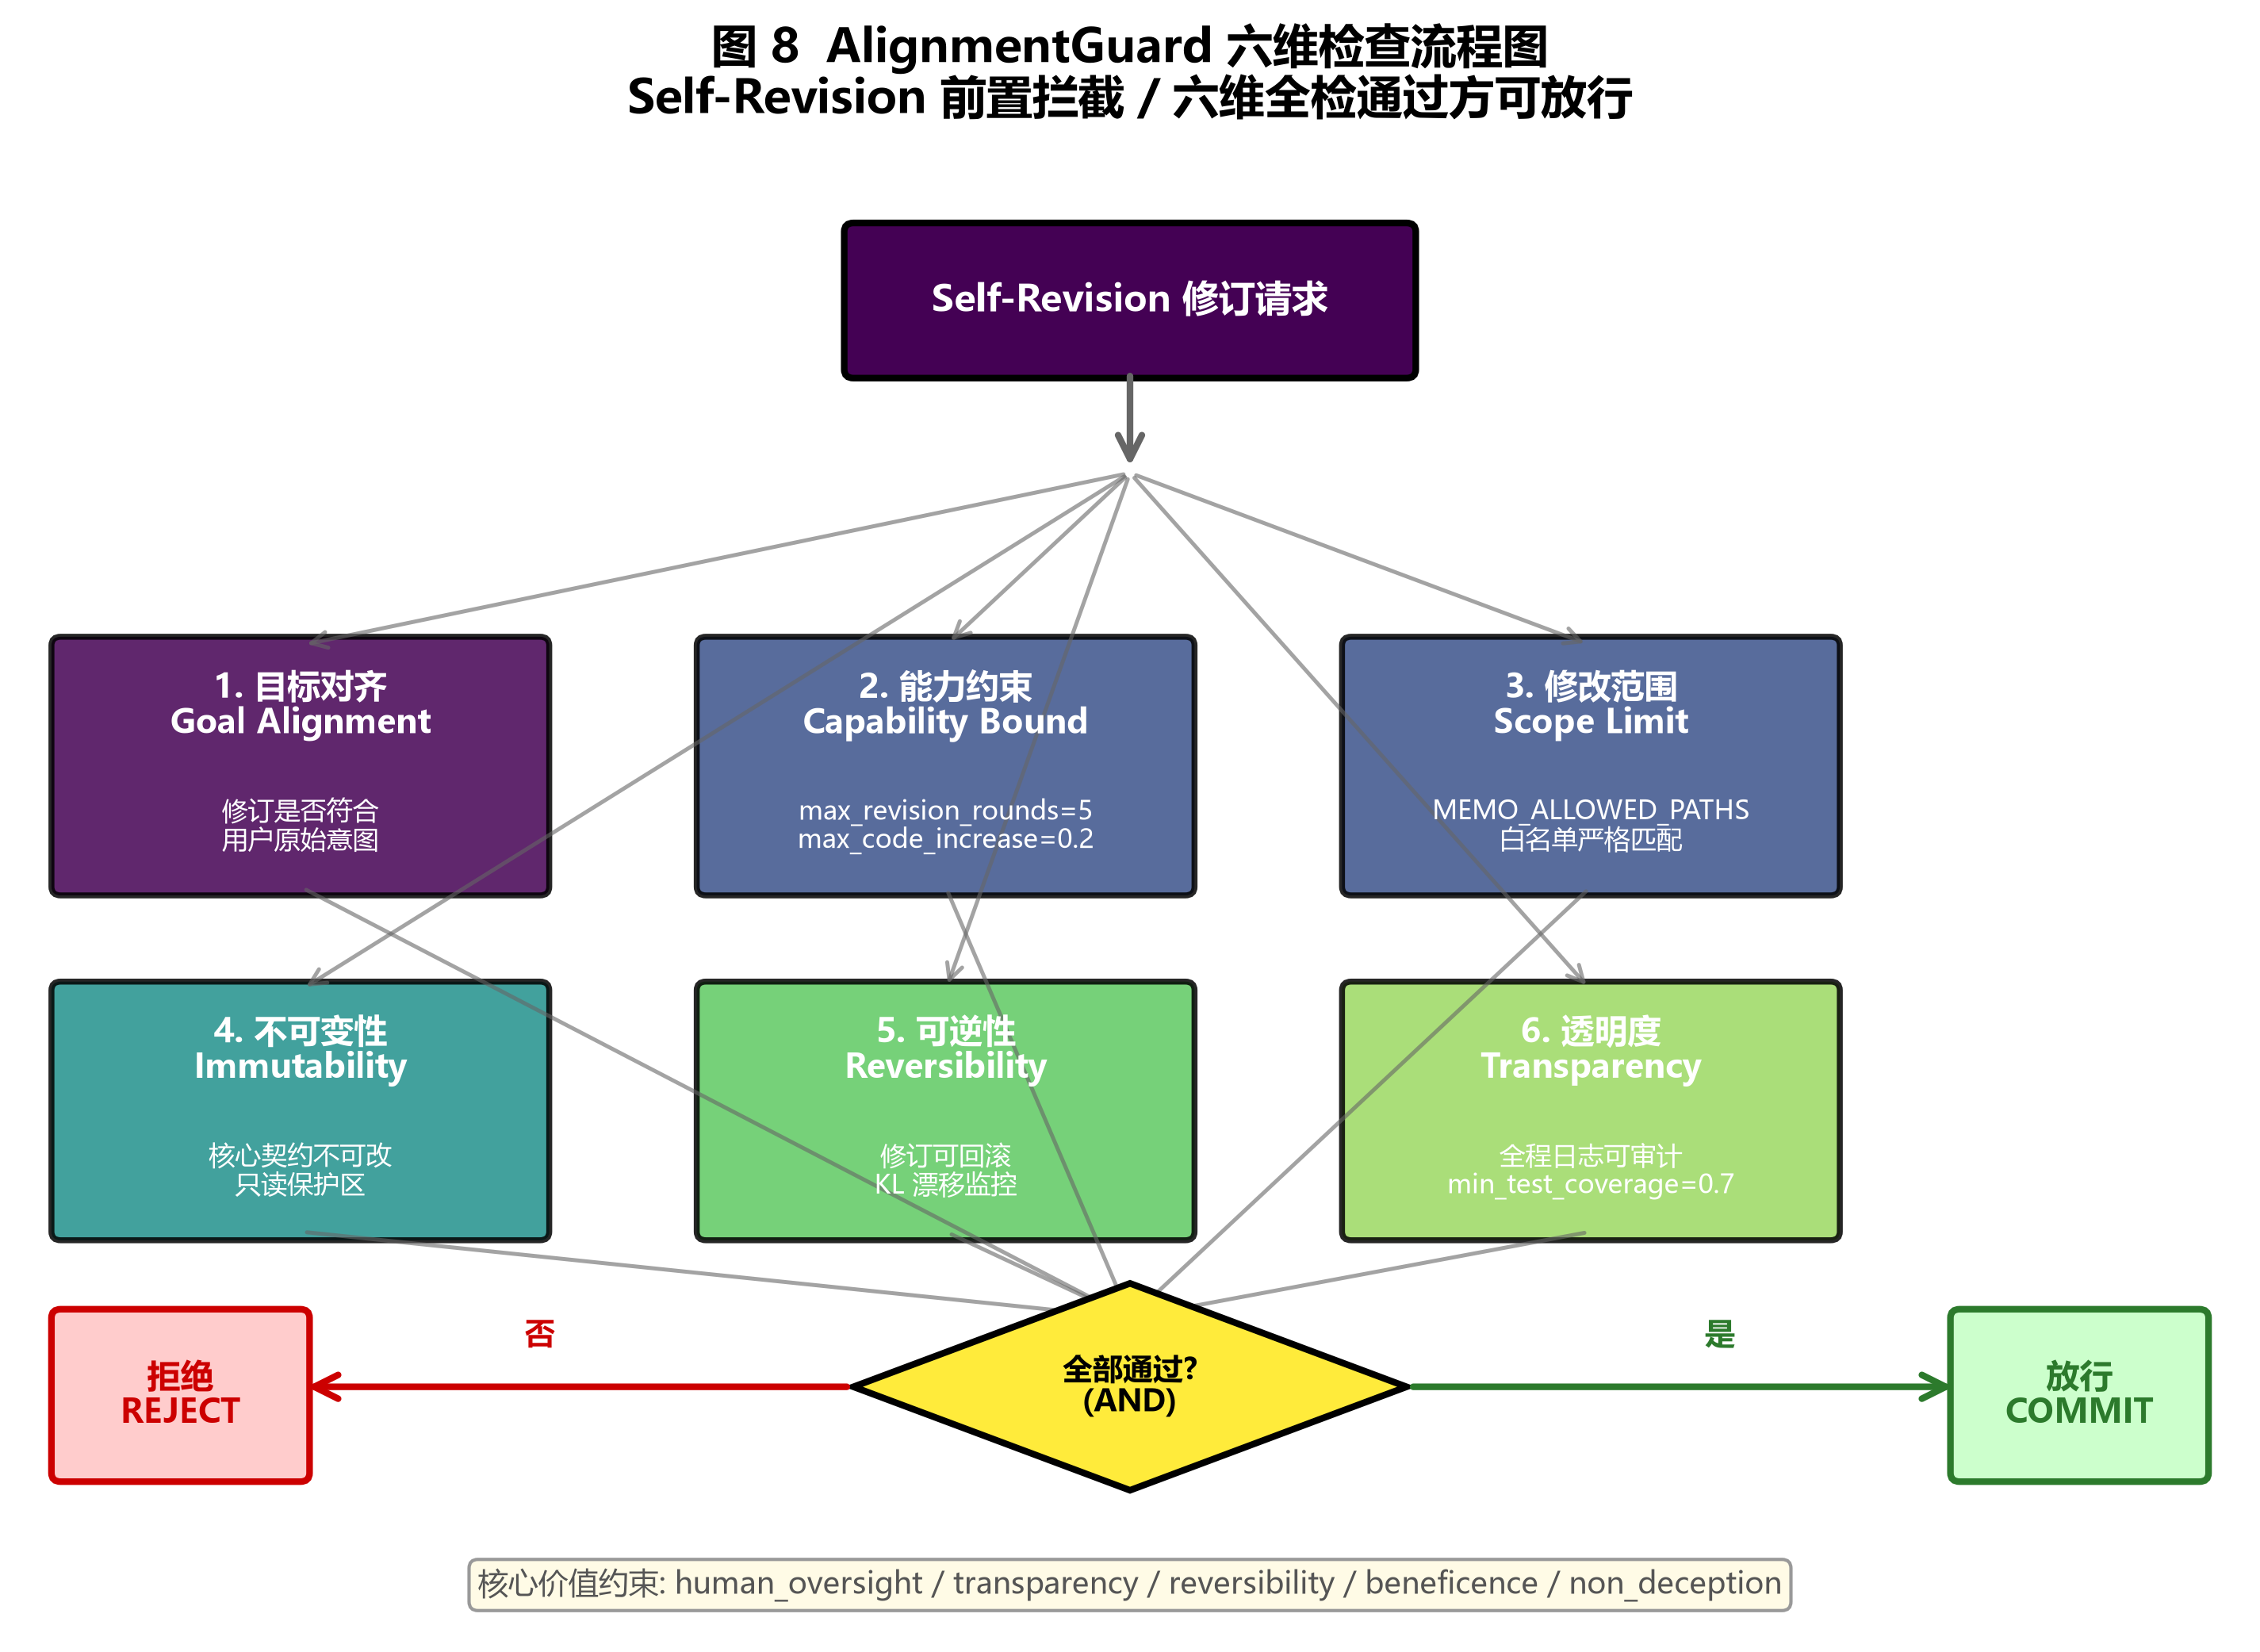 图 8 AlignmentGuard 六维检查流程图
Self-Revision 前置拦截 / 六维全检通过方可放行
Self-Revision 修订请求
1. 目标对齐
Goal Alignment
修订是否符合
用户原始意图
2. 能力约束
Capability Bound
max_revision_rounds=5
max_code_increase=0.2
3. 修改范围
Scope Limit
MEMO_ALLOWED_PATHS
白名单严格匹配
4. 不可变性
Immutability
核心契约不可改
只读保护区
5. 可逆性
Reversibility
修订可回滚
KL 漂移监控
6. 透明度
Transparency
全程日志可审计
min_test_coverage=0.7
拒绝
REJECT
否
全部通过?
(AND)
是
放行
COMMIT
核心价值约束: human_oversight / transparency / reversibility / beneficence / non_deception